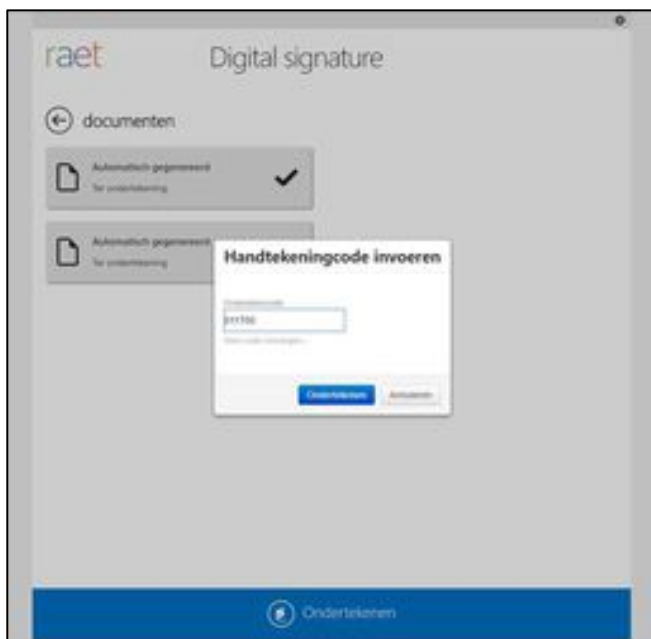 raet
Digital signature
documenten
Automatisch gegenereerd
Ter ondertekening
Automatisch gegenereerd
Ter ondertekening
Handtekeningcode invoeren
Ondertekenen
Annuleren
Ondertekenen